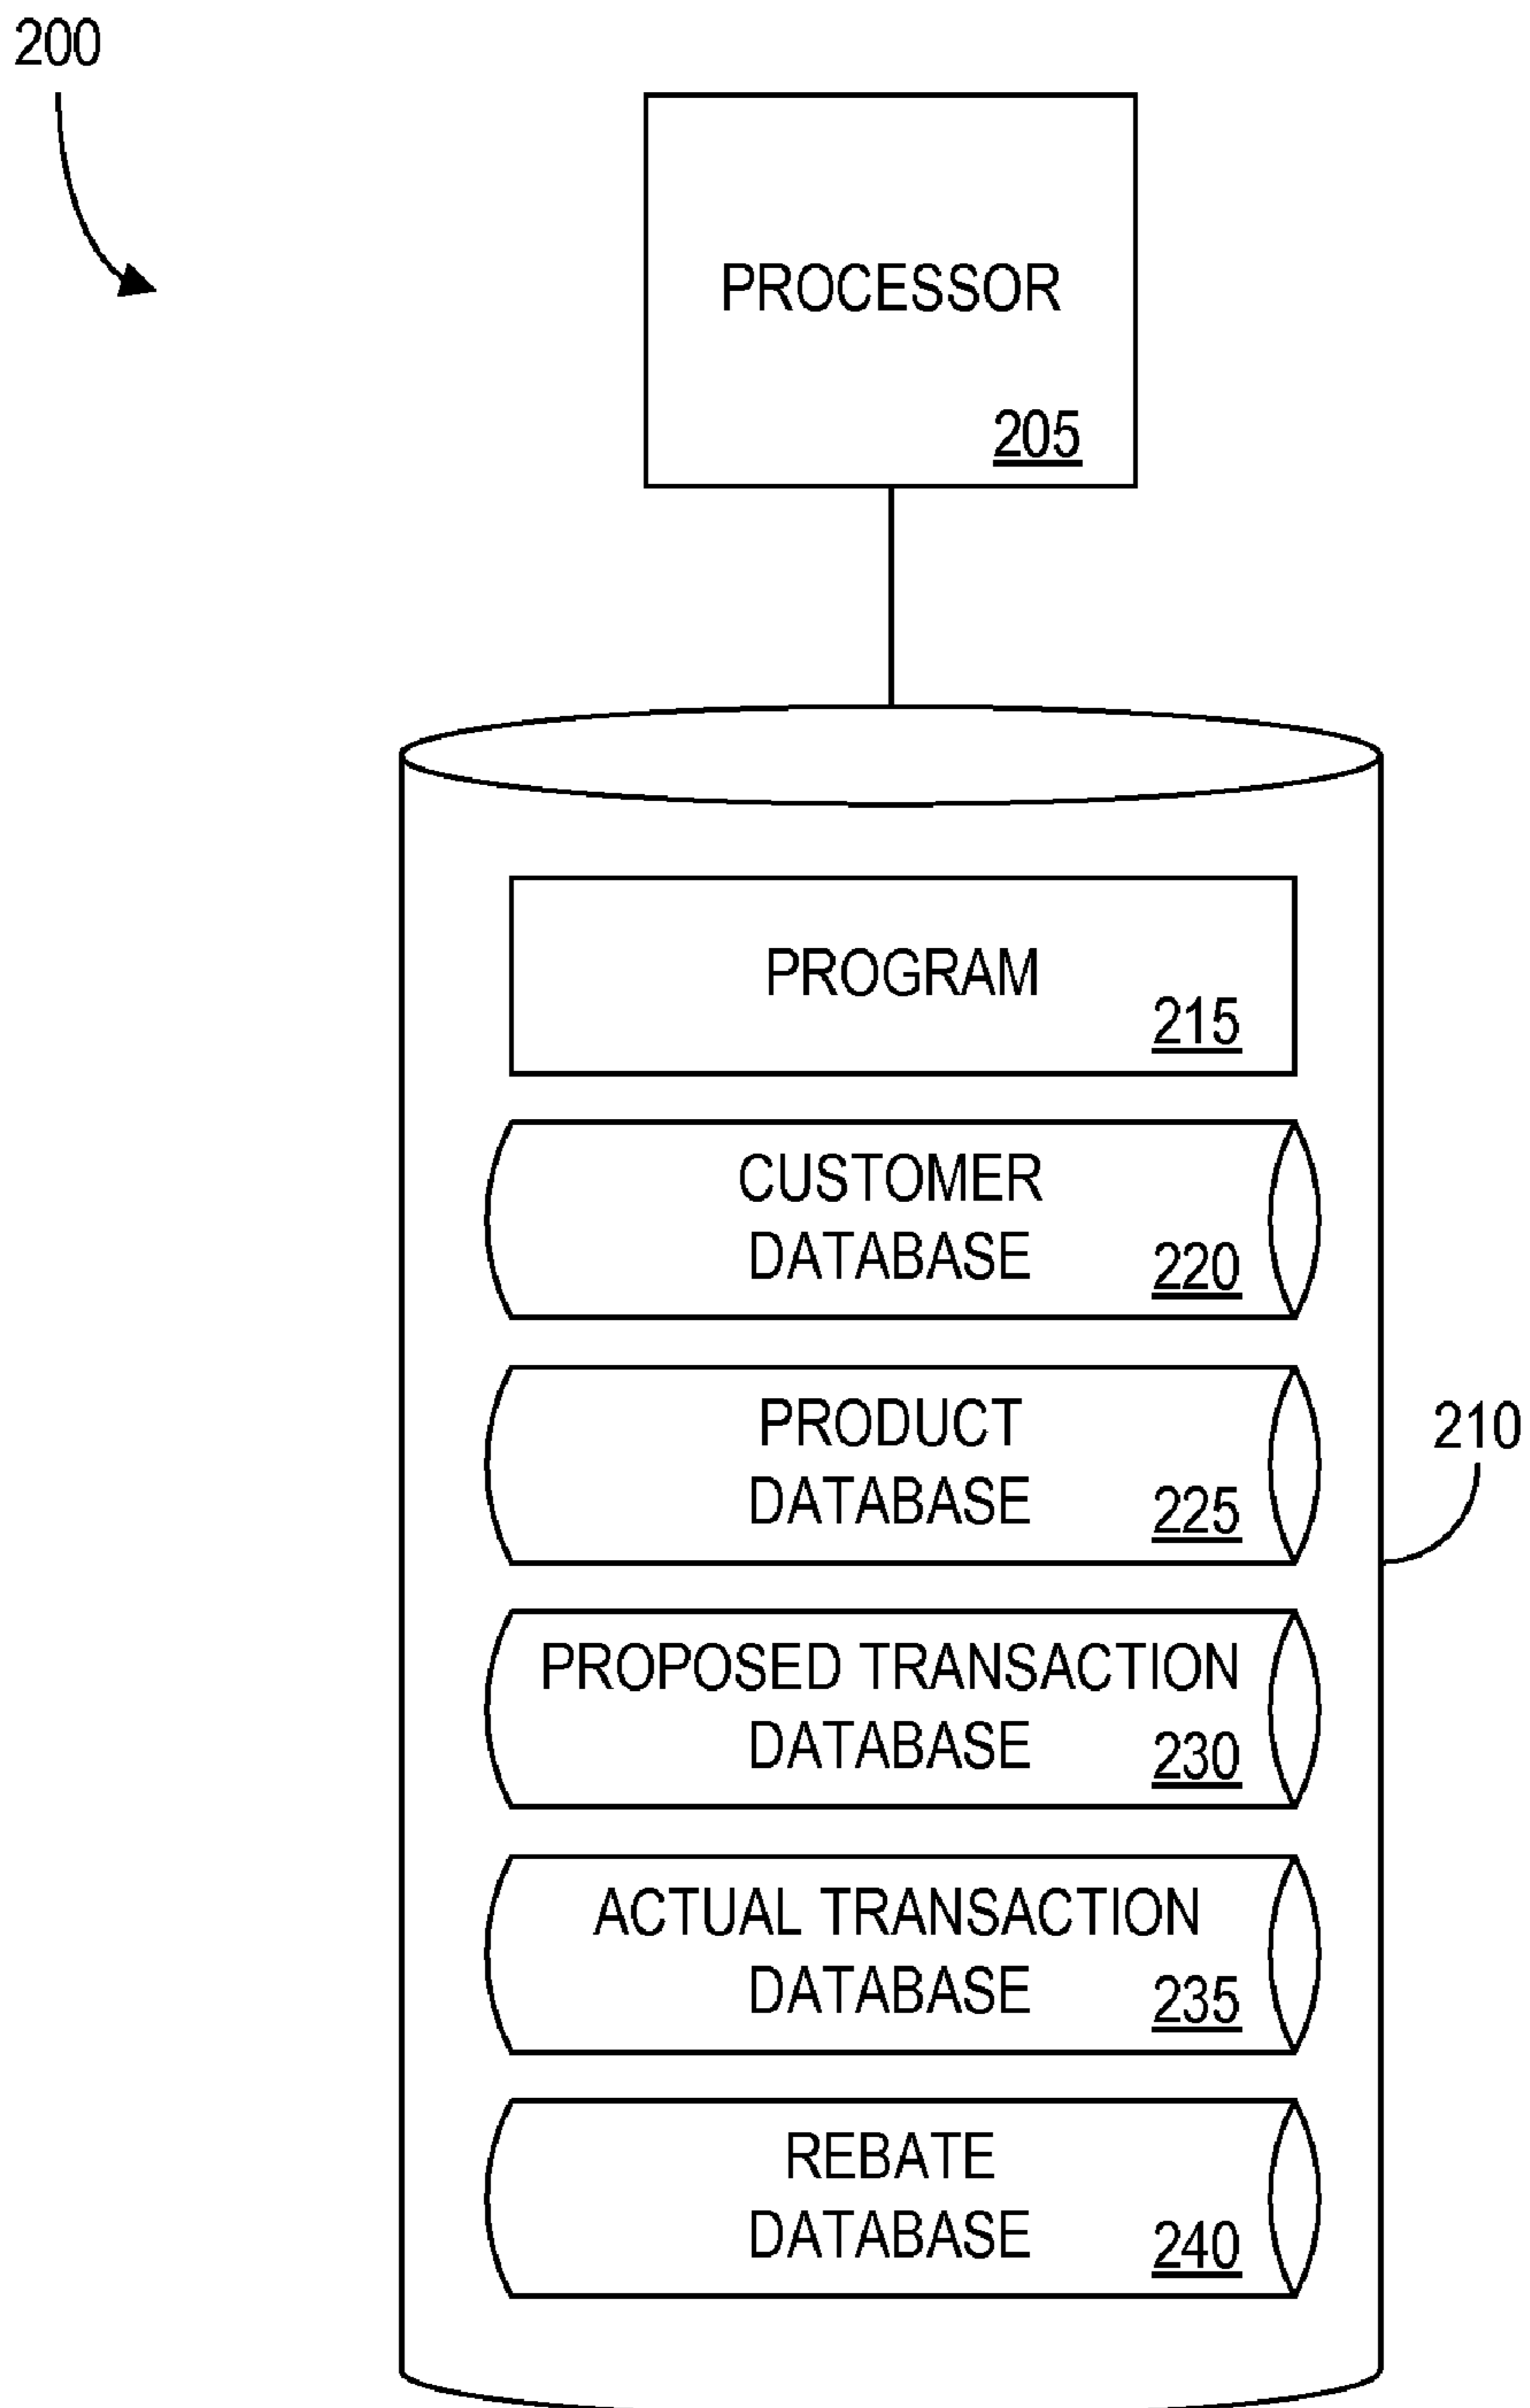 200
PROCESSOR
205
PROGRAM
215
CUSTOMER
DATABASE
220
PRODUCT
DATABASE
225
210
PROPOSED TRANSACTION
DATABASE
230
ACTUAL TRANSACTION
DATABASE
235
REBATE
DATABASE
240